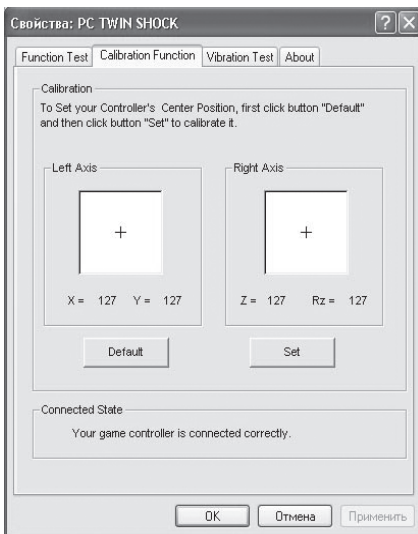 Свойства: PC TWIN SHOCK
Function Test Calibration Function Vibration Test About
Calibration
To Set your Controller's Center Position, first click button "Default"
and then click button "Set" to calibrate it.
Left Axis Right Axis
X = 127 Y = 127 Z = 127 Rz = 127
Default Set
Connected State
Your game controller is connected correctly.
OK Отмена Применить